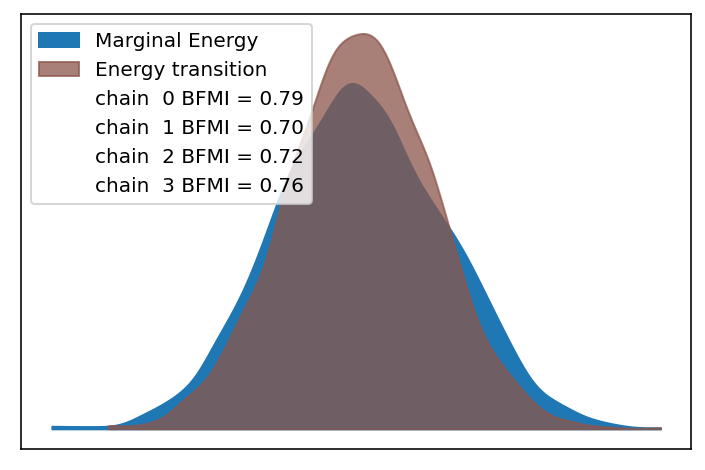 Marginal Energy
Energy transition
chain  0 BFMI = 0.79
chain  1 BFMI = 0.70
chain  2 BFMI = 0.72
chain  3 BFMI = 0.76